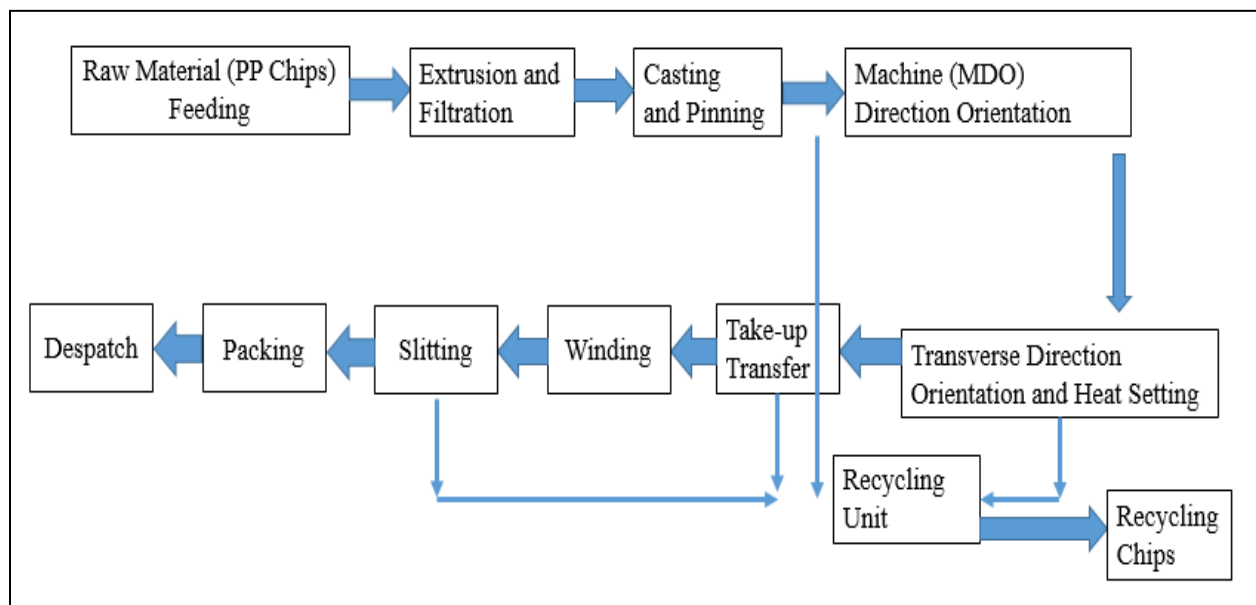 Raw Material (PP Chips)
Feeding
Extrusion and
Filtration
Casting
and Pinning
Machine (MDO)
Direction Orientation
Despatch
Packing
Slitting
Winding
Take-up
Transfer
Transverse Direction
Orientation and Heat Setting
Recycling
Unit
Recycling
Chips